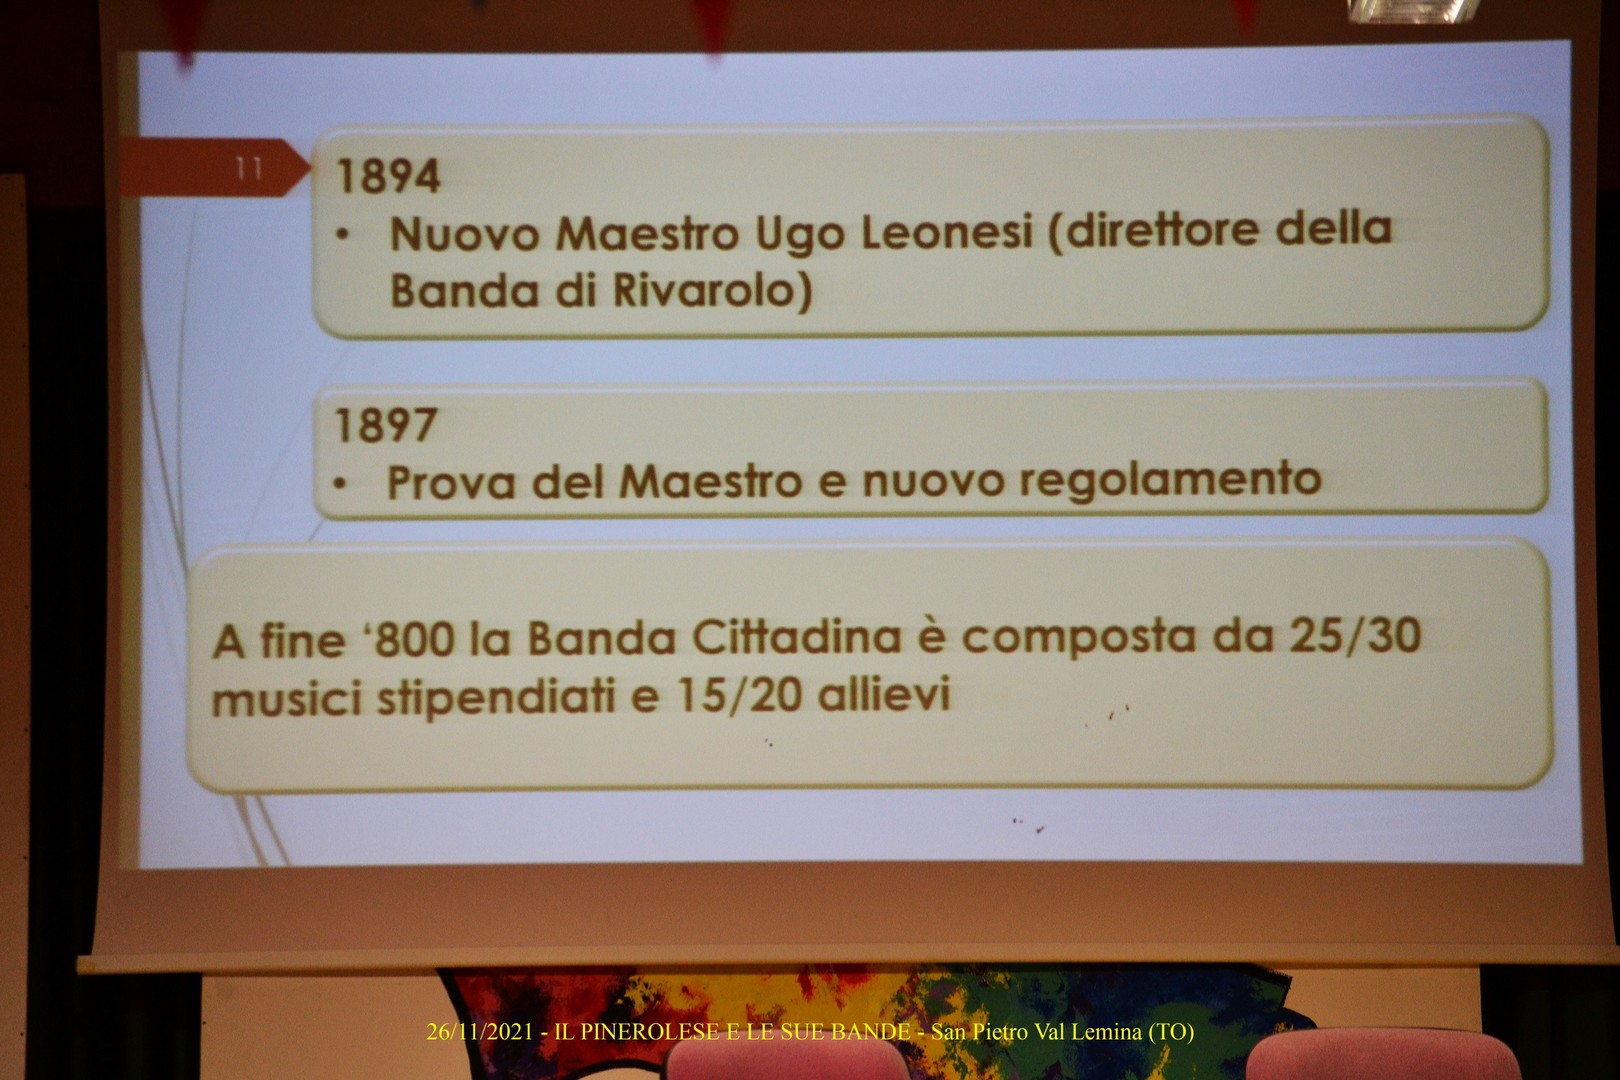 11
1894
• Nuovo Maestro Ugo Leonesi (direttore della
Banda di Rivarolo)
1897
• Prova del Maestro e nuovo regolamento
A fine ‘800 la Banda Cittadina è composta da 25/30
musici stipendiati e 15/20 allievi
26/11/2021 - IL PINEROLESE E LE SUE BANDE - San Pietro Val Lemina (TO)